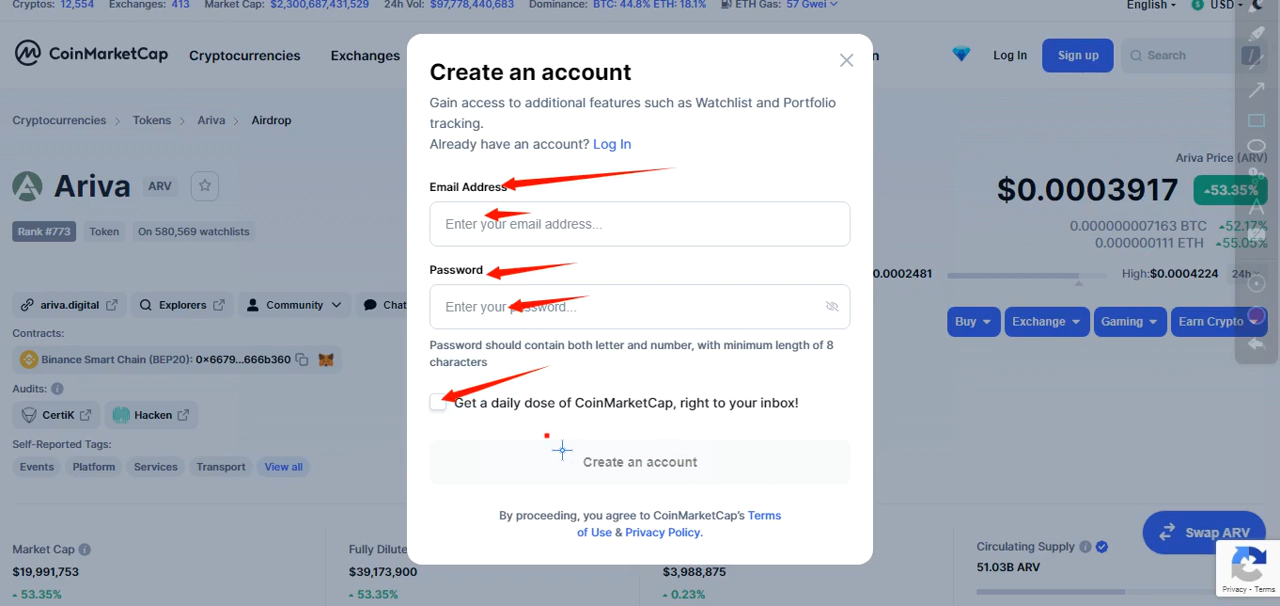 Cryptos: 12,554 Exchanges: 413 Market Cap: $2,300,687,431,529 24h Vol: $97,778,440,683 Dominance: BTC: 44.8% ETH: 18.1% ETH Gas: 57 Gwei English USD
CoinMarketCap Cryptocurrencies Exchanges Log In Sign up Search /
Cryptocurrencies > Tokens > Ariva > Airdrop
Ariva ARV
Rank #773 Token On 580,569 watchlists
ariva.digital Explorers Community Chat
Contracts:
Binance Smart Chain (BEP20): 0x6679...666b360
Audits:
CertiK Hacken
Self-Reported Tags:
Events Platform Services Transport View all
Create an account
Gain access to additional features such as Watchlist and Portfolio
tracking.
Already have an account? Log In
Email Address
Enter your email address...
Password
Enter your password...
Password should contain both letter and number, with minimum length of 8
characters
Get a daily dose of CoinMarketCap, right to your inbox!
Create an account
By proceeding, you agree to CoinMarketCap's Terms
of Use & Privacy Policy.
Ariva Price (ARV)
$0.0003917 53.35%
0.000000007163 BTC 52.17%
0.000000111 ETH 55.05%
0.0002481 High:$0.0004224 24h
Buy Exchange Gaming Earn Crypto
Market Cap
$19,991,753
53.35%
Fully Dilute
$39,173,900
53.35%
$3,988,875
0.23%
Circulating Supply
51.03B ARV
Swap ARV
Privacy - Terms